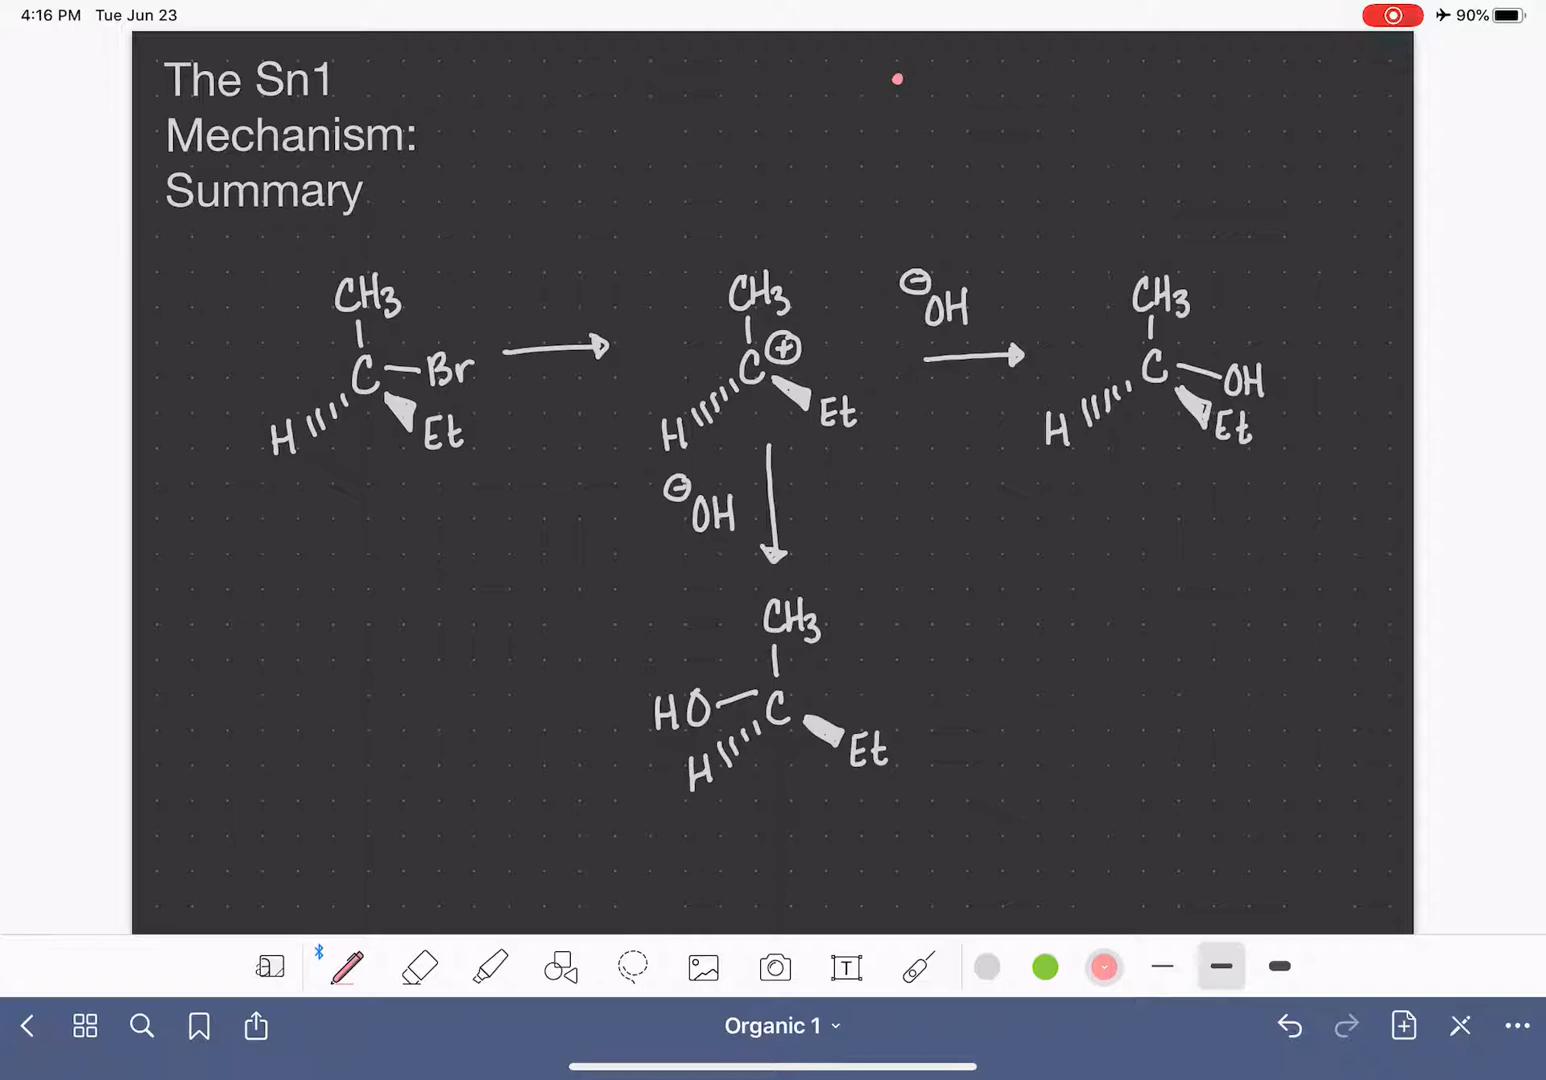 4:16 PM Tue Jun 23
90%
The Sn1
Mechanism:
Summary
CH3
C
Br
H
Et
CH3
C
+
H
Et
−
OH
CH3
C
OH
H
Et
−
OH
CH3
HO
C
H
Et
a
T
Organic 1